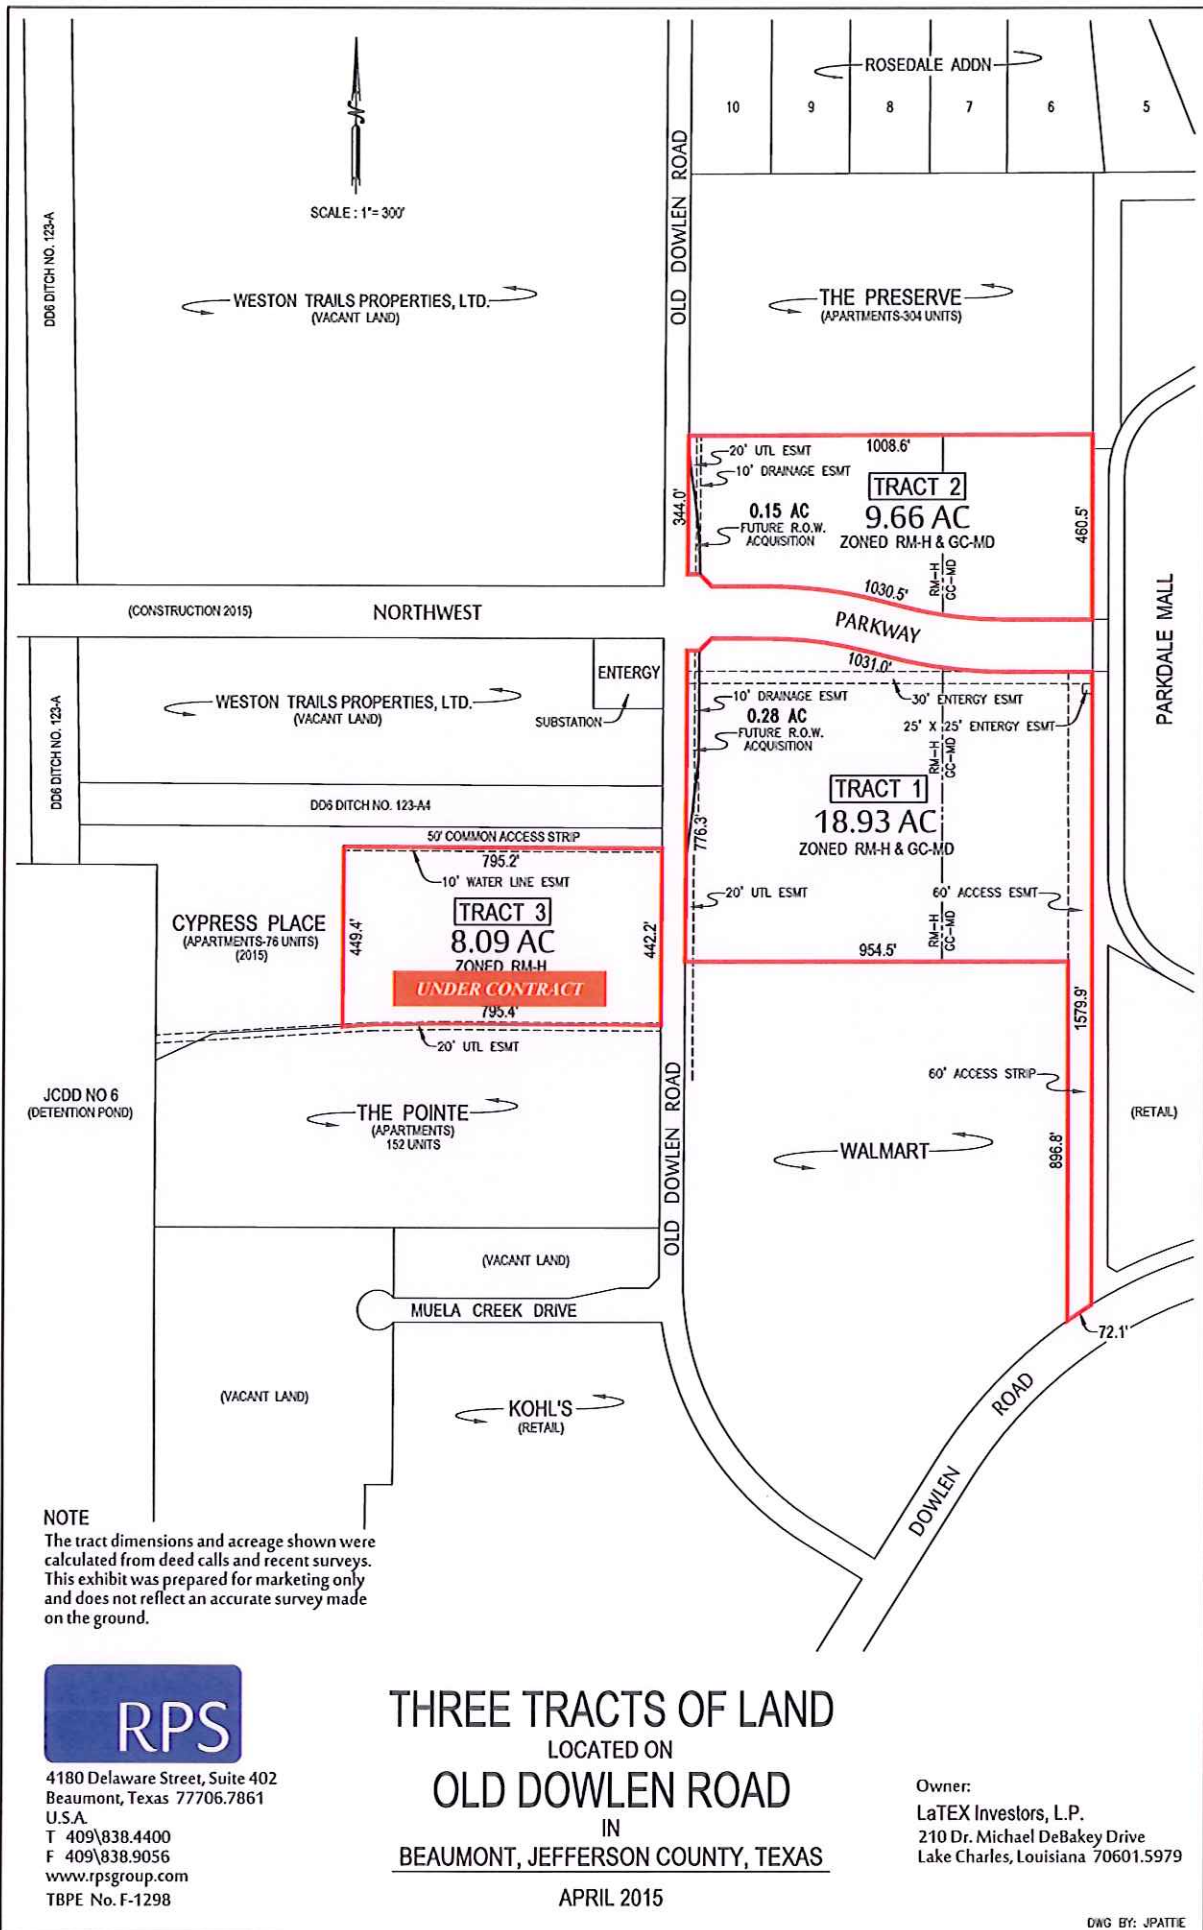 ROSEDALE ADDN
10
9
8
7
6
5
SCALE : 1"= 300'
OLD DOWLEN ROAD
DD6 DITCH NO. 123-A
WESTON TRAILS PROPERTIES, LTD.
(VACANT LAND)
THE PRESERVE
(APARTMENTS-304 UNITS)
1008.6'
20' UTL ESMT
10' DRAINAGE ESMT
344.0'
0.15 AC
FUTURE R.O.W.
ACQUISITION
TRACT 2
9.66 AC
ZONED RM-H & GC-MD
460.5'
RM-H
GC-MD
1030.5'
(CONSTRUCTION 2015)
NORTHWEST
PARKWAY
PARKDALE MALL
1031.0'
ENTERGY
SUBSTATION
WESTON TRAILS PROPERTIES, LTD.
(VACANT LAND)
DD6 DITCH NO. 123-A
10' DRAINAGE ESMT
30' ENTERGY ESMT
0.28 AC
FUTURE R.O.W.
ACQUISITION
25' X 25' ENTERGY ESMT
RM-H
GC-MD
TRACT 1
18.93 AC
ZONED RM-H & GC-MD
776.3'
DD6 DITCH NO. 123-A4
50' COMMON ACCESS STRIP
795.2'
10' WATER LINE ESMT
20' UTL ESMT
60' ACCESS ESMT
RM-H
GC-MD
954.5'
CYPRESS PLACE
(APARTMENTS-76 UNITS)
(2015)
449.4'
TRACT 3
8.09 AC
ZONED RM-H
UNDER CONTRACT
442.2'
795.4'
20' UTL ESMT
1579.9'
60' ACCESS STRIP
JCDD NO 6
(DETENTION POND)
THE POINTE
(APARTMENTS)
152 UNITS
OLD DOWLEN ROAD
WALMART
896.8'
(RETAIL)
(VACANT LAND)
MUELA CREEK DRIVE
72.1'
(VACANT LAND)
KOHL'S
(RETAIL)
DOWLEN ROAD
NOTE
The tract dimensions and acreage shown were
calculated from deed calls and recent surveys.
This exhibit was prepared for marketing only
and does not reflect an accurate survey made
on the ground.
RPS
4180 Delaware Street, Suite 402
Beaumont, Texas 77706.7861
U.S.A.
T 409\838.4400
F 409\838.9056
www.rpsgroup.com
TBPE No. F-1298
THREE TRACTS OF LAND
LOCATED ON
OLD DOWLEN ROAD
IN
BEAUMONT, JEFFERSON COUNTY, TEXAS
APRIL 2015
Owner:
LaTEX Investors, L.P.
210 Dr. Michael DeBakey Drive
Lake Charles, Louisiana 70601.5979
DWG BY: JPATTIE